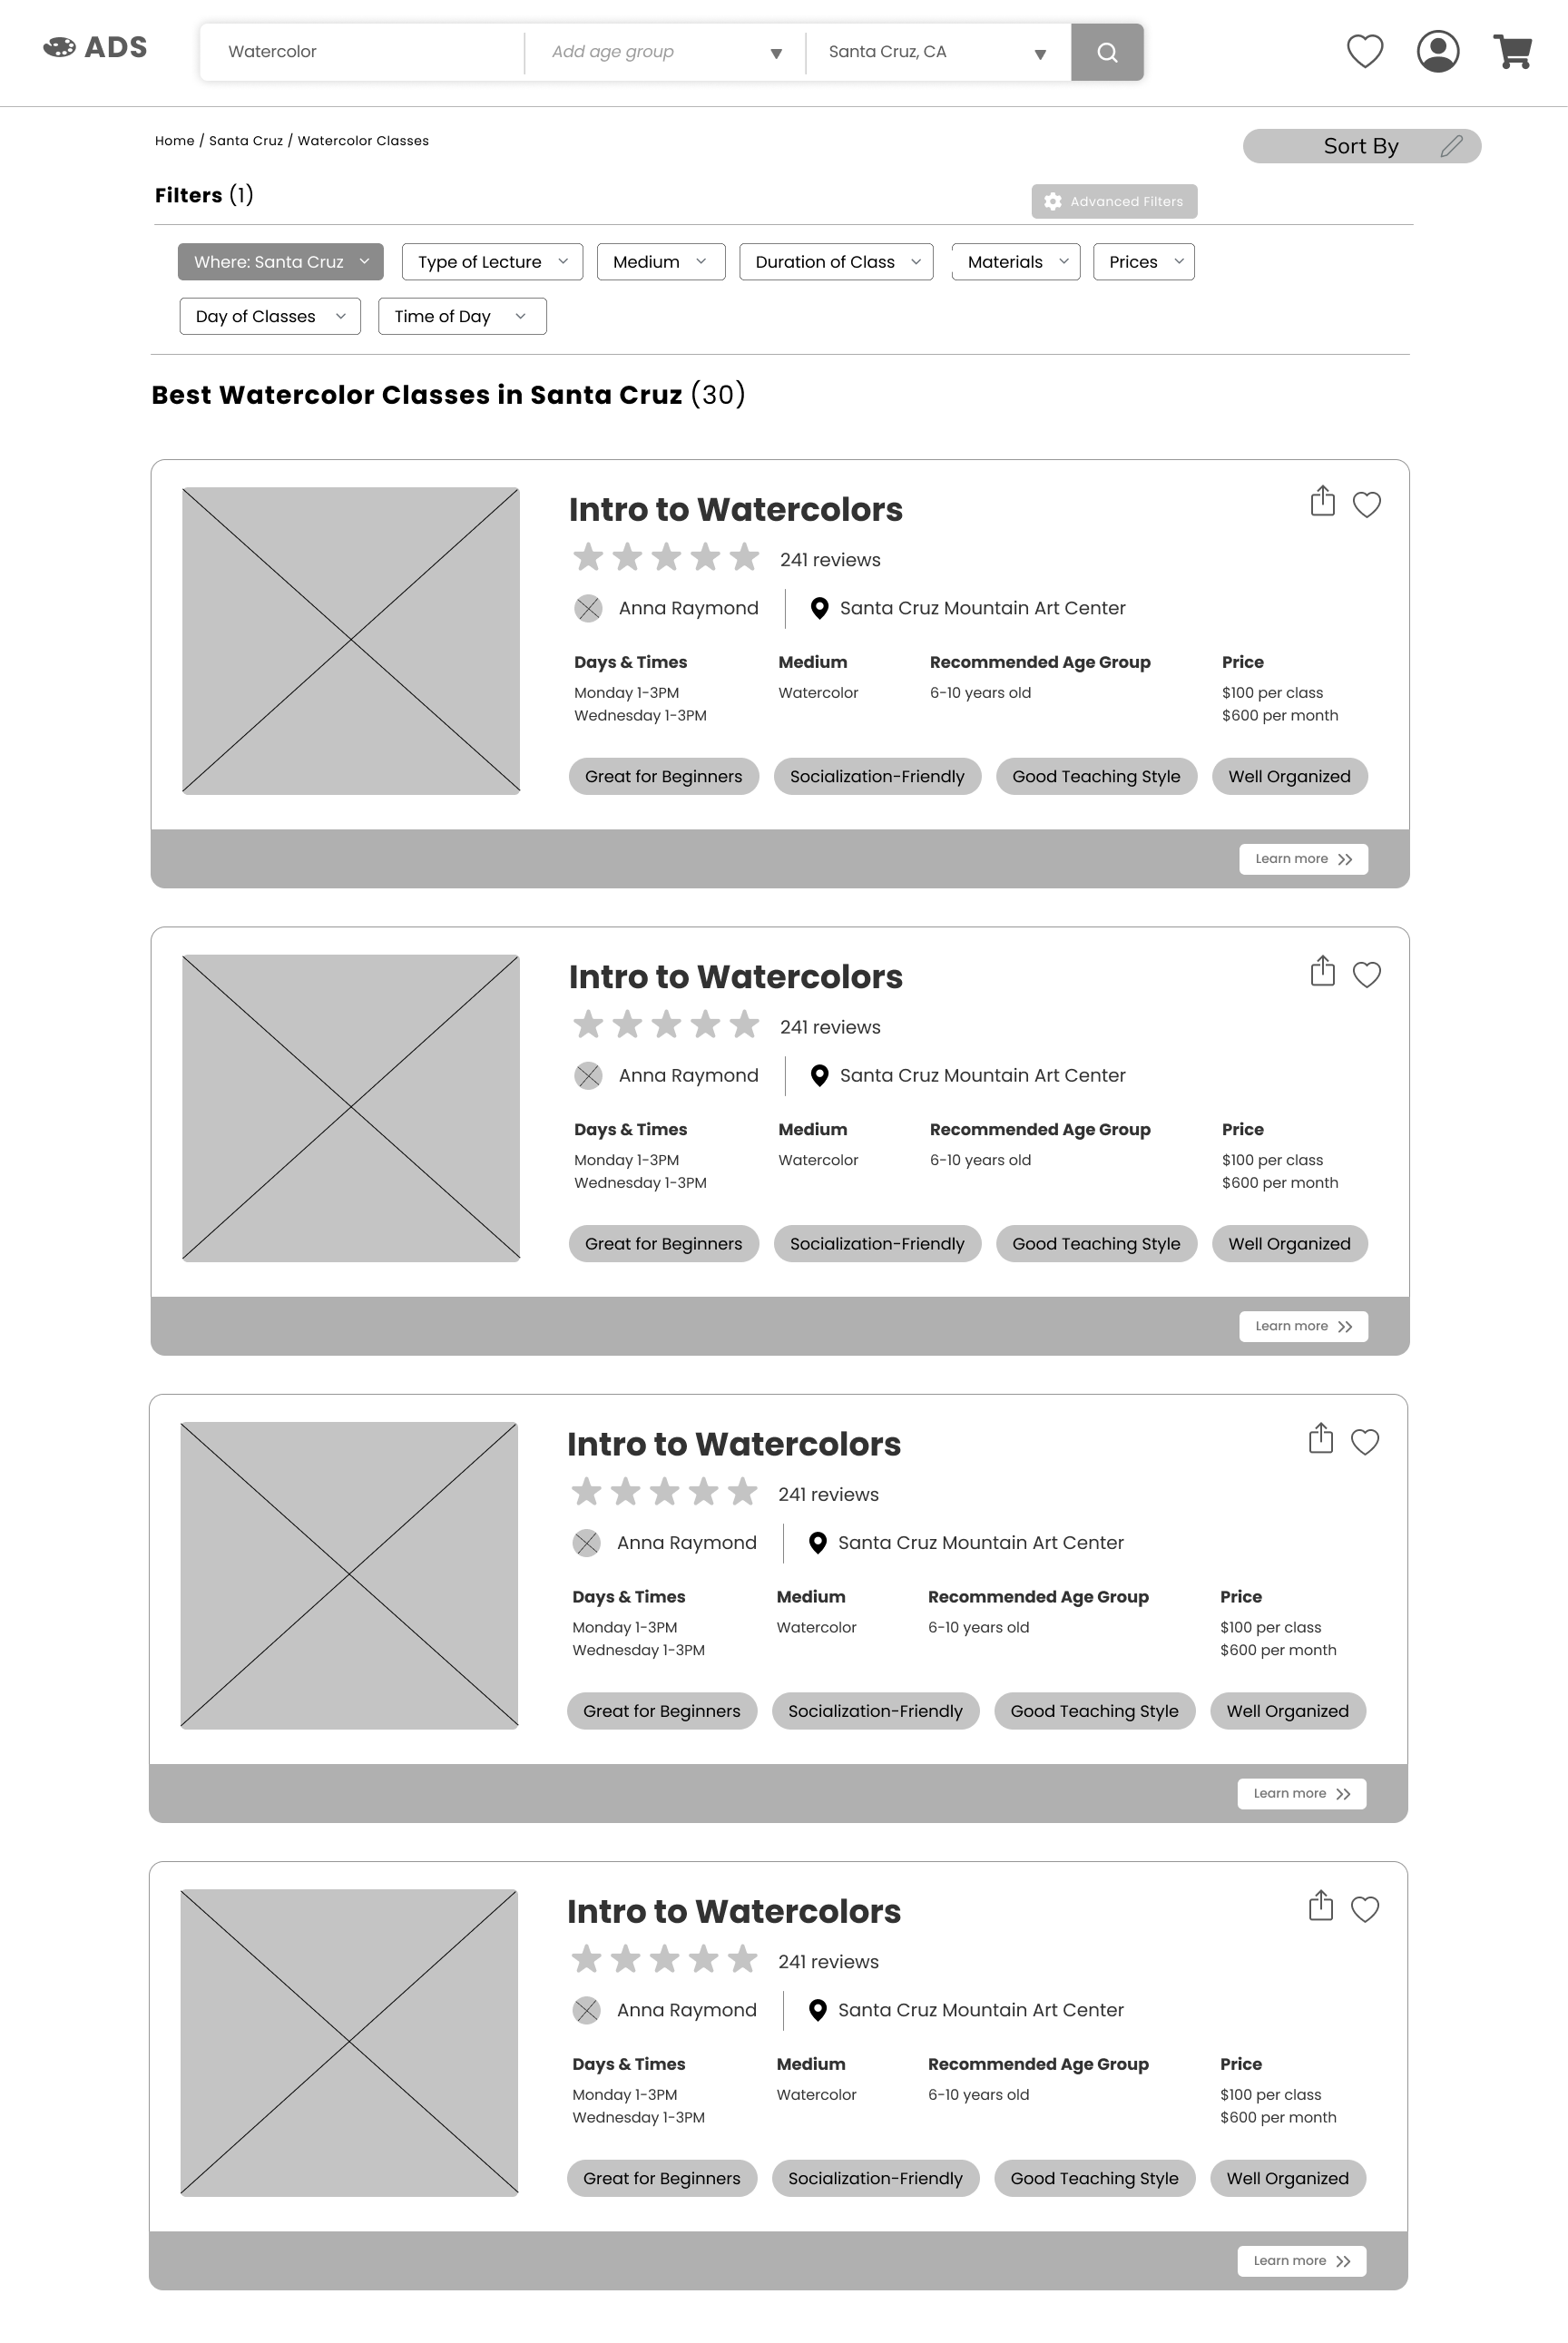 ADS
Watercolor
Add age group
Santa Cruz, CA
Home / Santa Cruz / Watercolor Classes
Sort By
Filters (1)
Advanced Filters
Where: Santa Cruz
Type of Lecture
Medium
Duration of Class
Materials
Prices
Day of Classes
Time of Day
Best Watercolor Classes in Santa Cruz (30)
Intro to Watercolors
241 reviews
Anna Raymond
Santa Cruz Mountain Art Center
Days & Times
Monday 1-3PM
Wednesday 1-3PM
Medium
Watercolor
Recommended Age Group
6-10 years old
Price
$100 per class
$600 per month
Great for Beginners
Socialization-Friendly
Good Teaching Style
Well Organized
Learn more
Intro to Watercolors
241 reviews
Anna Raymond
Santa Cruz Mountain Art Center
Days & Times
Monday 1-3PM
Wednesday 1-3PM
Medium
Watercolor
Recommended Age Group
6-10 years old
Price
$100 per class
$600 per month
Great for Beginners
Socialization-Friendly
Good Teaching Style
Well Organized
Learn more
Intro to Watercolors
241 reviews
Anna Raymond
Santa Cruz Mountain Art Center
Days & Times
Monday 1-3PM
Wednesday 1-3PM
Medium
Watercolor
Recommended Age Group
6-10 years old
Price
$100 per class
$600 per month
Great for Beginners
Socialization-Friendly
Good Teaching Style
Well Organized
Learn more
Intro to Watercolors
241 reviews
Anna Raymond
Santa Cruz Mountain Art Center
Days & Times
Monday 1-3PM
Wednesday 1-3PM
Medium
Watercolor
Recommended Age Group
6-10 years old
Price
$100 per class
$600 per month
Great for Beginners
Socialization-Friendly
Good Teaching Style
Well Organized
Learn more